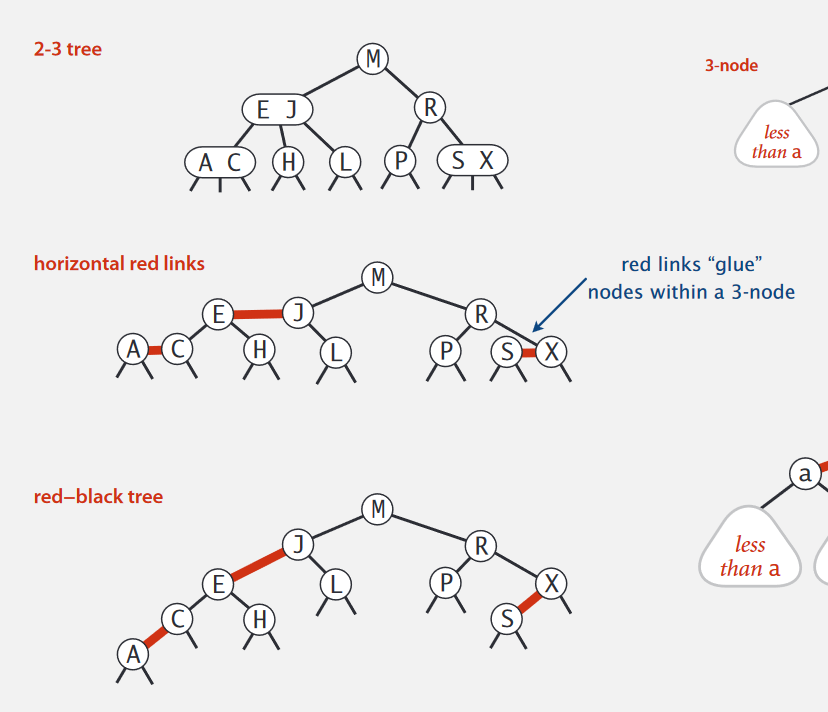 2-3 tree
M
E J
R
A C
H
L
P
S X
3-node
less
than a
horizontal red links
M
E
J
R
A
C
H
L
P
S
X
red links “glue”
nodes within a 3-node
red–black tree
M
J
R
E
L
P
X
C
H
S
A
a
less
than a